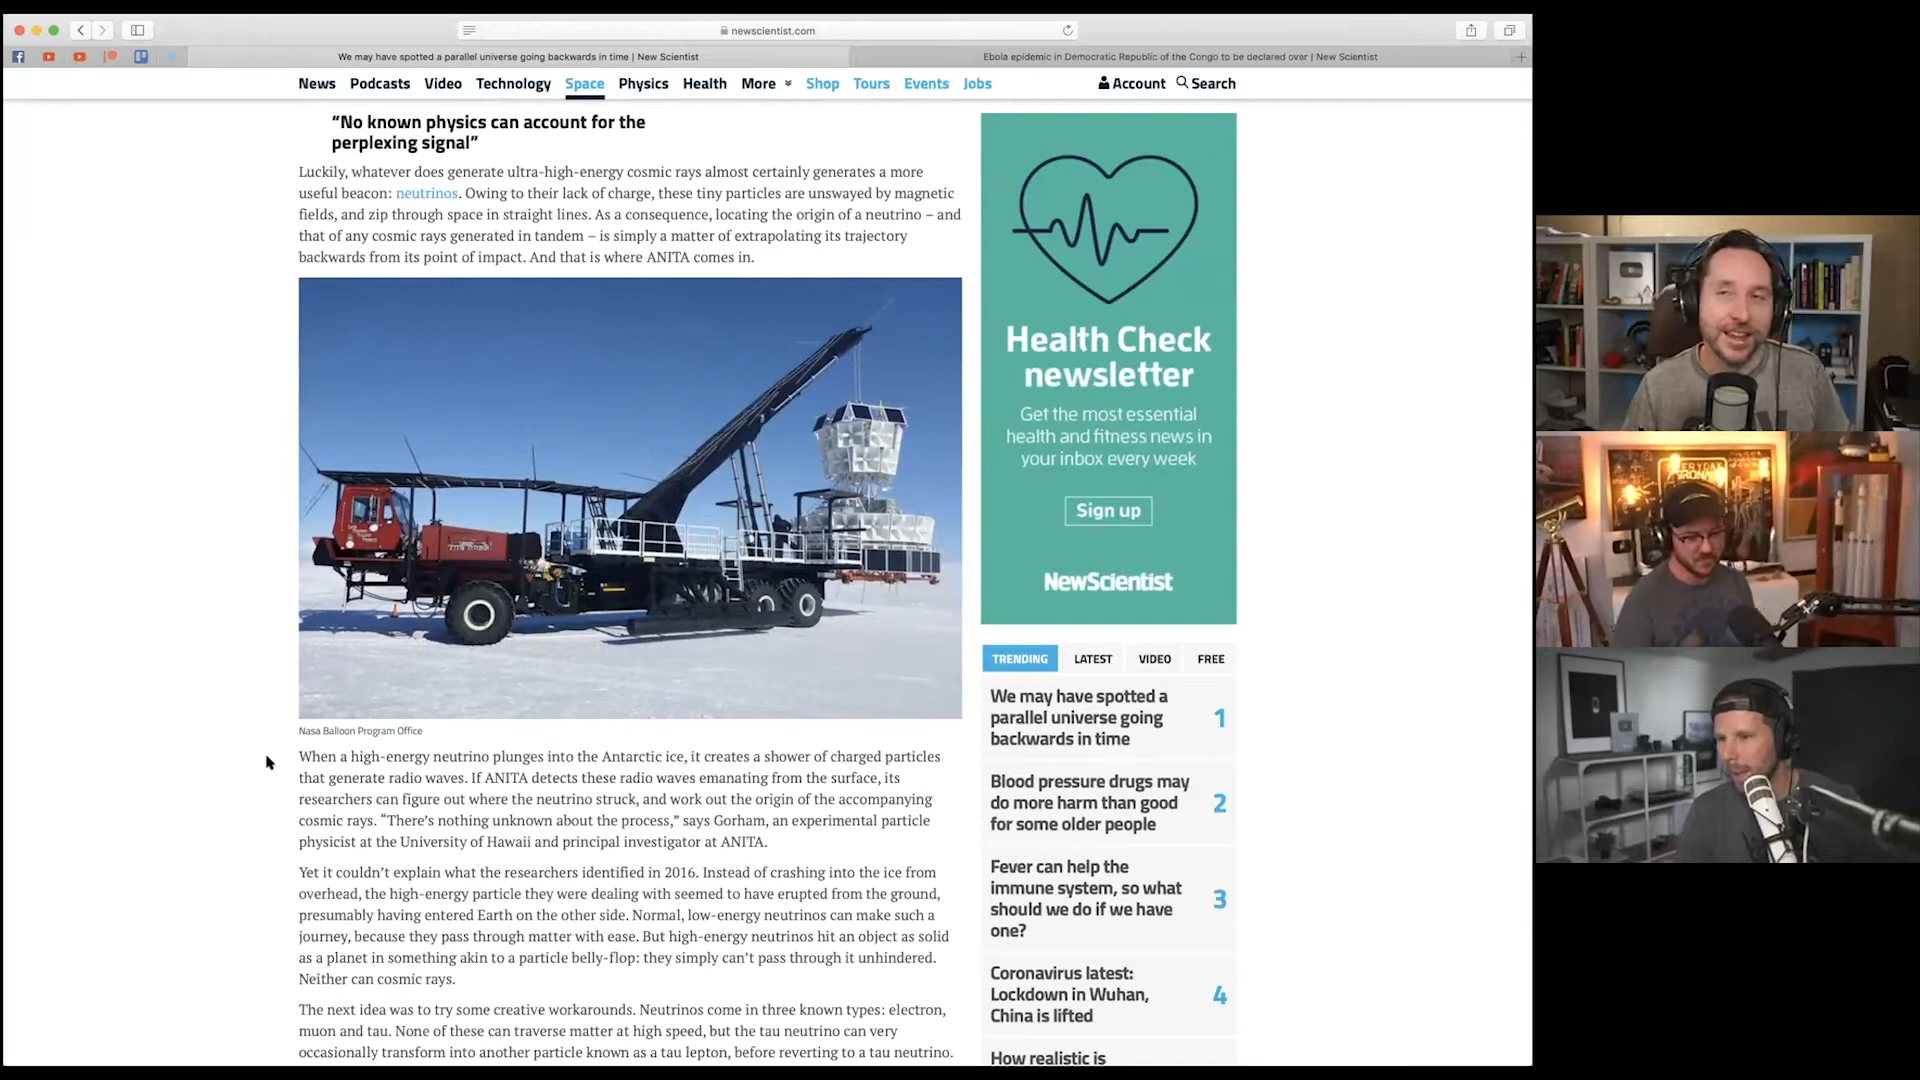 newscientist.com
We may have spotted a parallel universe going backwards in time | New Scientist
Ebola epidemic in Democratic Republic of the Congo to be declared over | New Scientist
News Podcasts Video Technology Space Physics Health More Shop Tours Events Jobs Account Search
“No known physics can account for the
perplexing signal”
Luckily, whatever does generate ultra-high-energy cosmic rays almost certainly generates a more
useful beacon: neutrinos. Owing to their lack of charge, these tiny particles are unswayed by magnetic
fields, and zip through space in straight lines. As a consequence, locating the origin of a neutrino – and
that of any cosmic rays generated in tandem – is simply a matter of extrapolating its trajectory
backwards from its point of impact. And that is where ANITA comes in.
Nasa Balloon Program Office
When a high-energy neutrino plunges into the Antarctic ice, it creates a shower of charged particles
that generate radio waves. If ANITA detects these radio waves emanating from the surface, its
researchers can figure out where the neutrino struck, and work out the origin of the accompanying
cosmic rays. “There’s nothing unknown about the process,” says Gorham, an experimental particle
physicist at the University of Hawaii and principal investigator at ANITA.
Yet it couldn’t explain what the researchers identified in 2016. Instead of crashing into the ice from
overhead, the high-energy particle they were dealing with seemed to have erupted from the ground,
presumably having entered Earth on the other side. Normal, low-energy neutrinos can make such a
journey, because they pass through matter with ease. But high-energy neutrinos hit an object as solid
as a planet in something akin to a particle belly-flop: they simply can’t pass through it unhindered.
Neither can cosmic rays.
The next idea was to try some creative workarounds. Neutrinos come in three known types: electron,
muon and tau. None of these can traverse matter at high speed, but the tau neutrino can very
occasionally transform into another particle known as a tau lepton, before reverting to a tau neutrino.
Health Check
newsletter
Get the most essential
health and fitness news in
your inbox every week
Sign up
NewScientist
TRENDING LATEST VIDEO FREE
We may have spotted a
parallel universe going
backwards in time
1
Blood pressure drugs may
do more harm than good
for some older people
2
Fever can help the
immune system, so what
should we do if we have
one?
3
Coronavirus latest:
Lockdown in Wuhan,
China is lifted
4
How realistic is